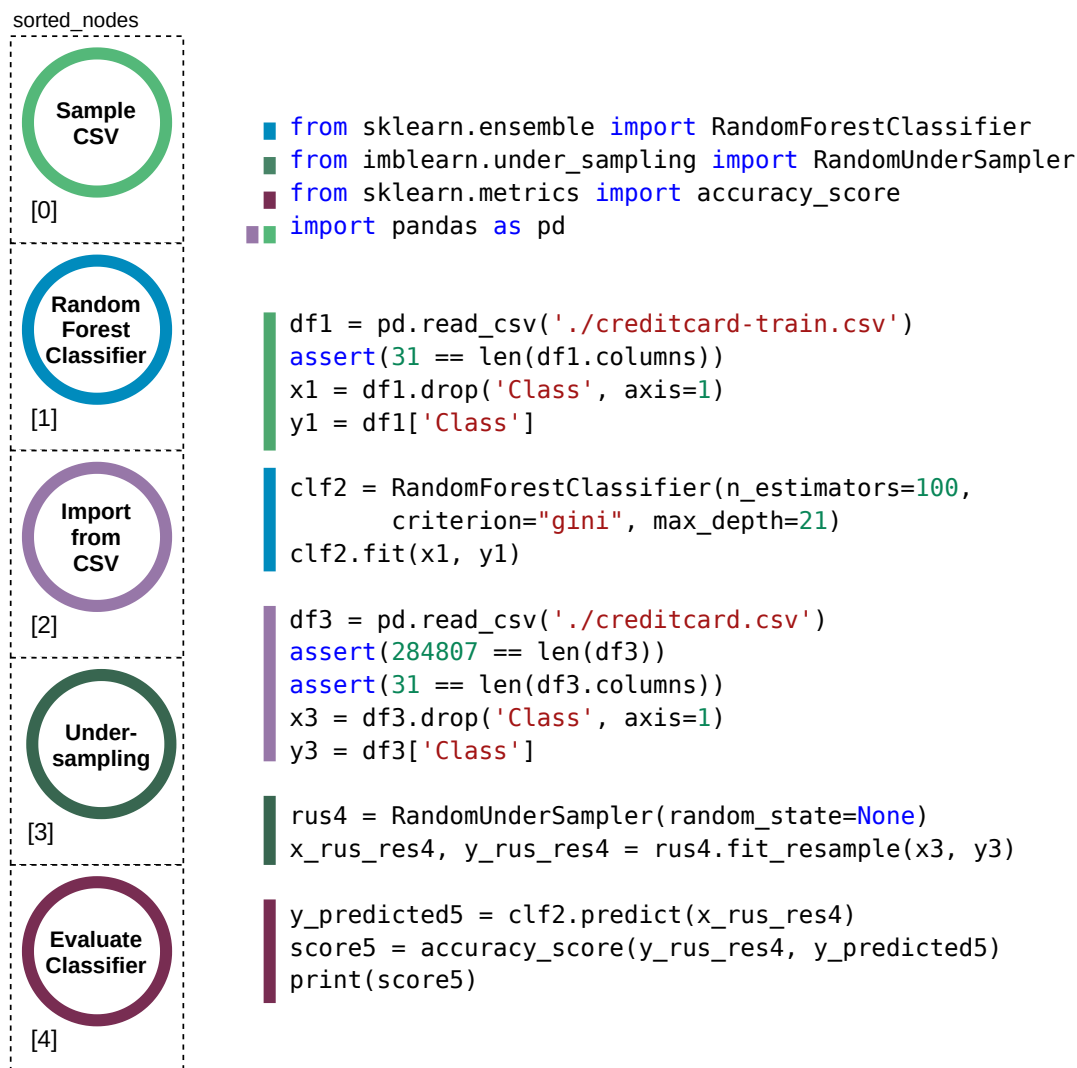 sorted_nodes
Sample
CSV
[0]
Random
Forest
Classifier
[1]
Import
from
CSV
[2]
Under-
sampling
[3]
Evaluate
Classifier
[4]
from sklearn.ensemble import RandomForestClassifier
from imblearn.under_sampling import RandomUnderSampler
from sklearn.metrics import accuracy_score
import pandas as pd
df1 = pd.read_csv('./creditcard-train.csv')
assert(31 == len(df1.columns))
x1 = df1.drop('Class', axis=1)
y1 = df1['Class']
clf2 = RandomForestClassifier(n_estimators=100,
criterion="gini", max_depth=21)
clf2.fit(x1, y1)
df3 = pd.read_csv('./creditcard.csv')
assert(284807 == len(df3))
assert(31 == len(df3.columns))
x3 = df3.drop('Class', axis=1)
y3 = df3['Class']
rus4 = RandomUnderSampler(random_state=None)
x_rus_res4, y_rus_res4 = rus4.fit_resample(x3, y3)
y_predicted5 = clf2.predict(x_rus_res4)
score5 = accuracy_score(y_rus_res4, y_predicted5)
print(score5)